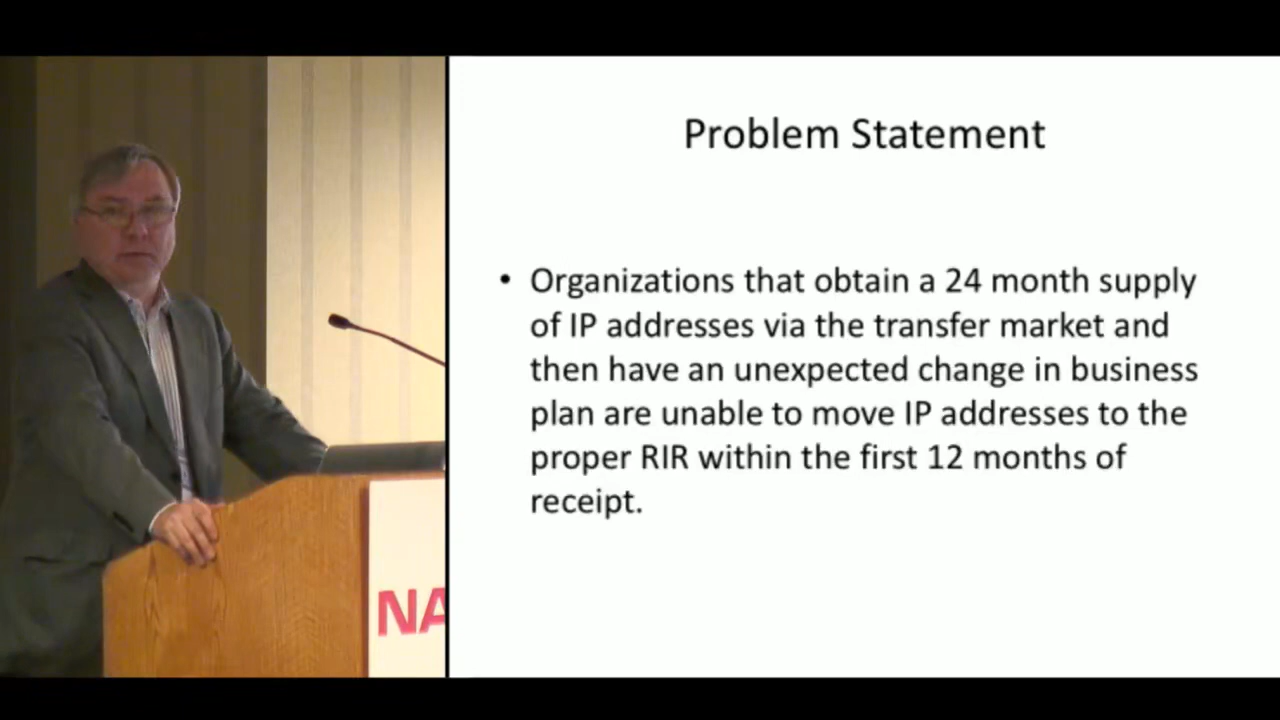 Problem Statement
• Organizations that obtain a 24 month supply
of IP addresses via the transfer market and
then have an unexpected change in business
plan are unable to move IP addresses to the
proper RIR within the first 12 months of
receipt.
NA